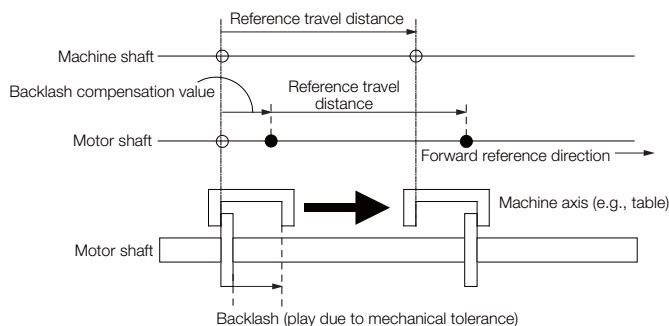 Reference travel distance
Machine shaft
Backlash compensation value
Reference travel
distance
Motor shaft
Forward reference direction
Machine axis (e.g., table)
Motor shaft
Backlash (play due to mechanical tolerance)